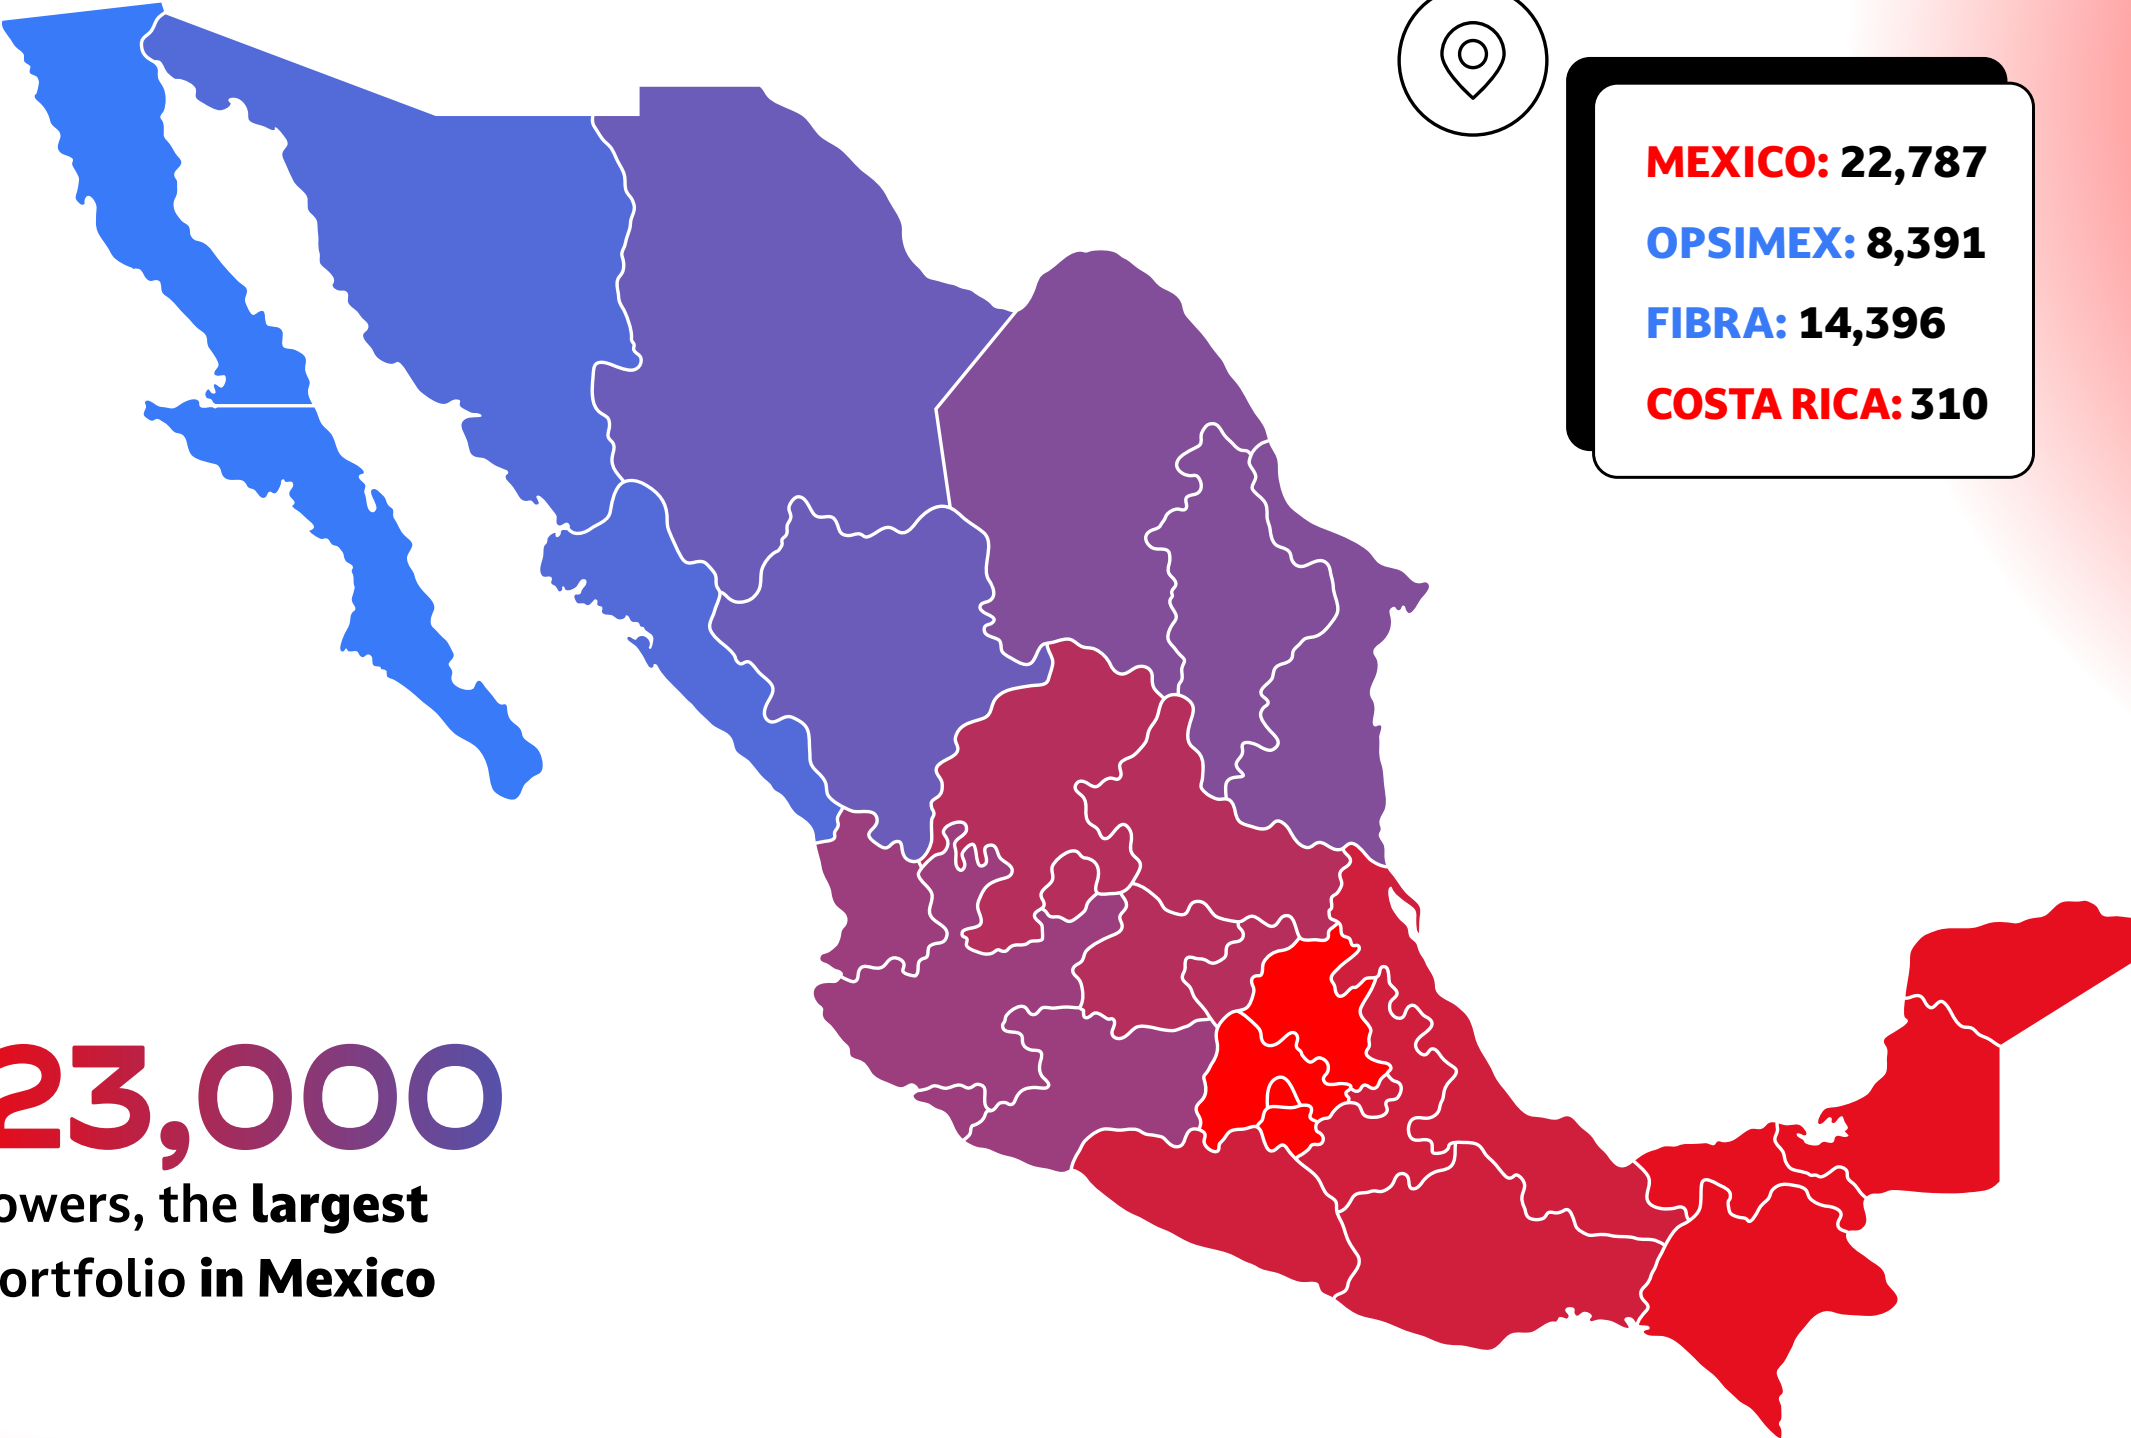 MEXICO: 22,787
OPSIMEX: 8,391
FIBRA: 14,396
COSTA RICA: 310
23,000
owers, the largest
ortfolio in Mexico